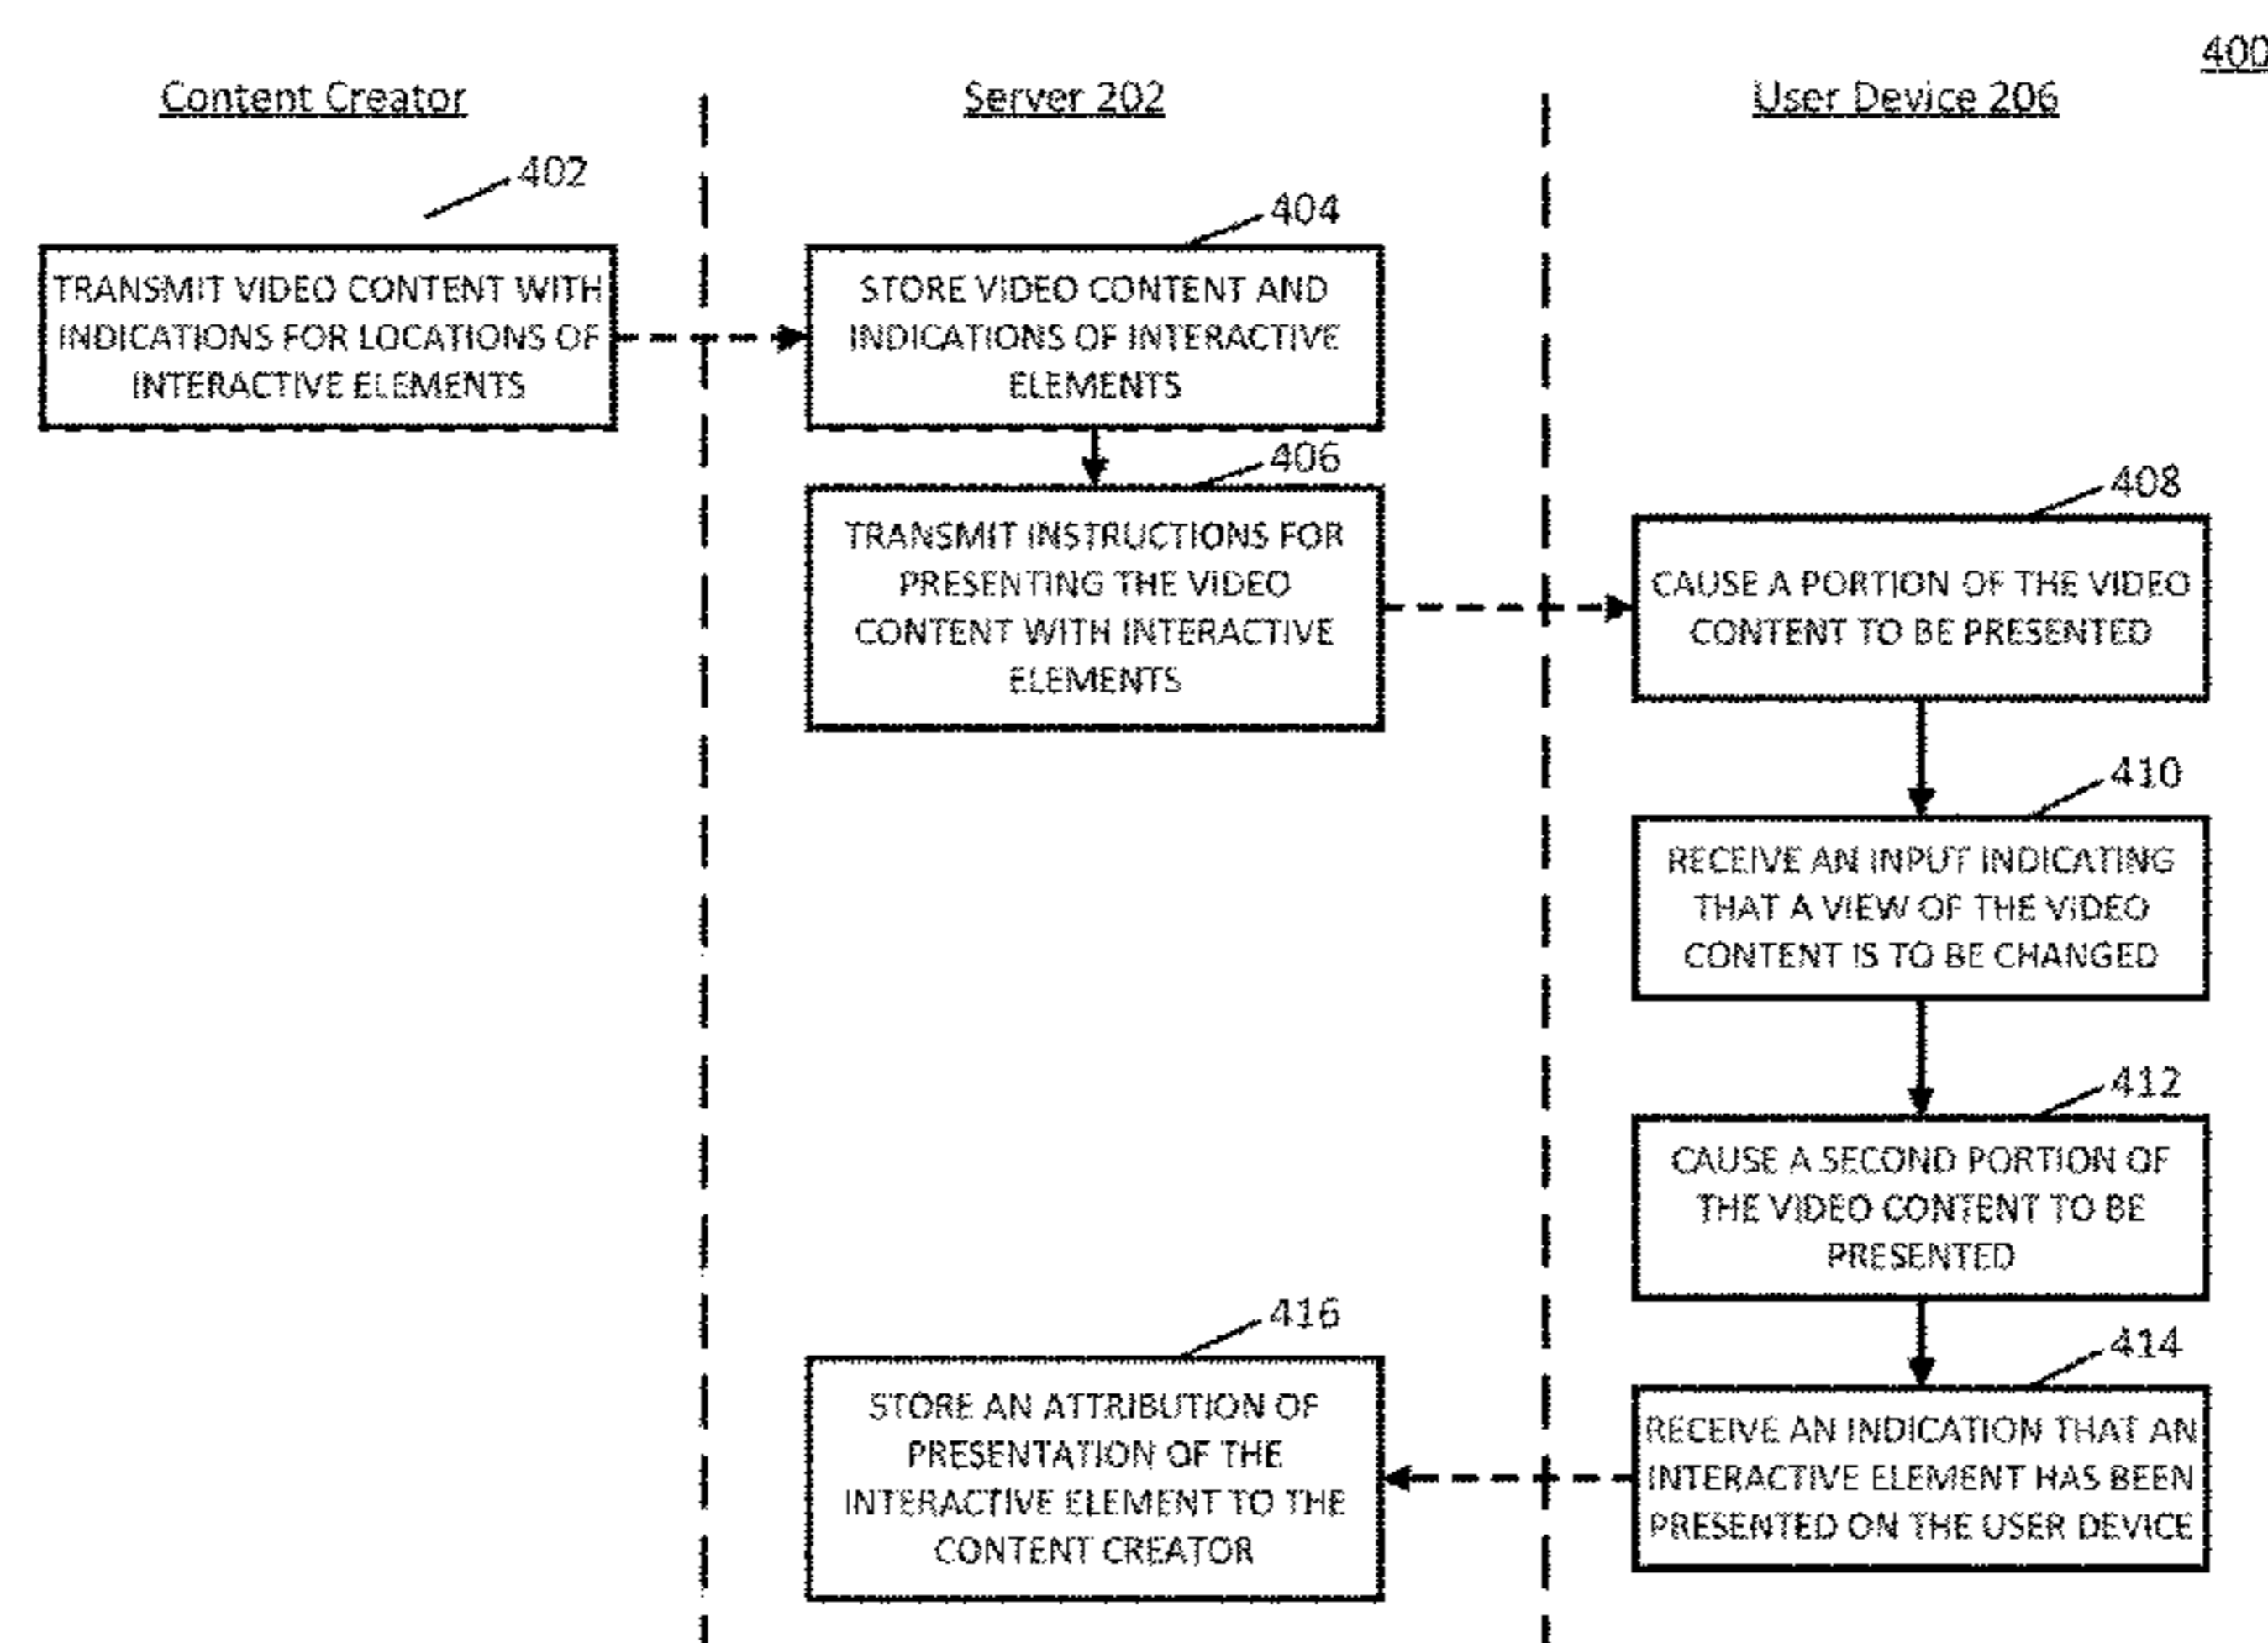 400
Content Creator
Server 202
User Device 206
402
TRANSMIT VIDEO CONTENT WITH
INDICATIONS FOR LOCATIONS OF
INTERACTIVE ELEMENTS
404
STORE VIDEO CONTENT AND
INDICATIONS OF INTERACTIVE
ELEMENTS
406
TRANSMIT INSTRUCTIONS FOR
PRESENTING THE VIDEO
CONTENT WITH INTERACTIVE
ELEMENTS
408
CAUSE A PORTION OF THE VIDEO
CONTENT TO BE PRESENTED
410
RECEIVE AN INPUT INDICATING
THAT A VIEW OF THE VIDEO
CONTENT IS TO BE CHANGED
412
CAUSE A SECOND PORTION OF
THE VIDEO CONTENT TO BE
PRESENTED
414
RECEIVE AN INDICATION THAT AN
INTERACTIVE ELEMENT HAS BEEN
PRESENTED ON THE USER DEVICE
416
STORE AN ATTRIBUTION OF
PRESENTATION OF THE
INTERACTIVE ELEMENT TO THE
CONTENT CREATOR